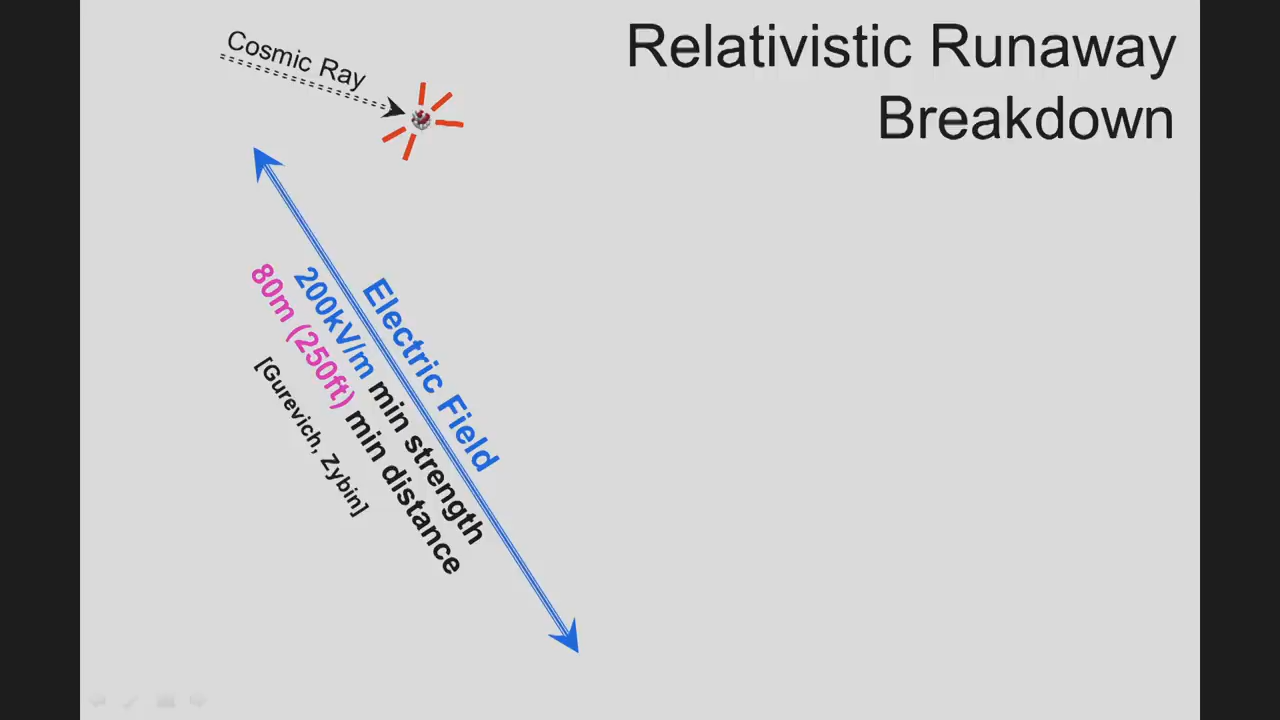 Relativistic Runaway
Breakdown
Cosmic Ray
Electric Field
200kV/m min strength
80m (250ft) min distance
[Gurevich, Zybin]